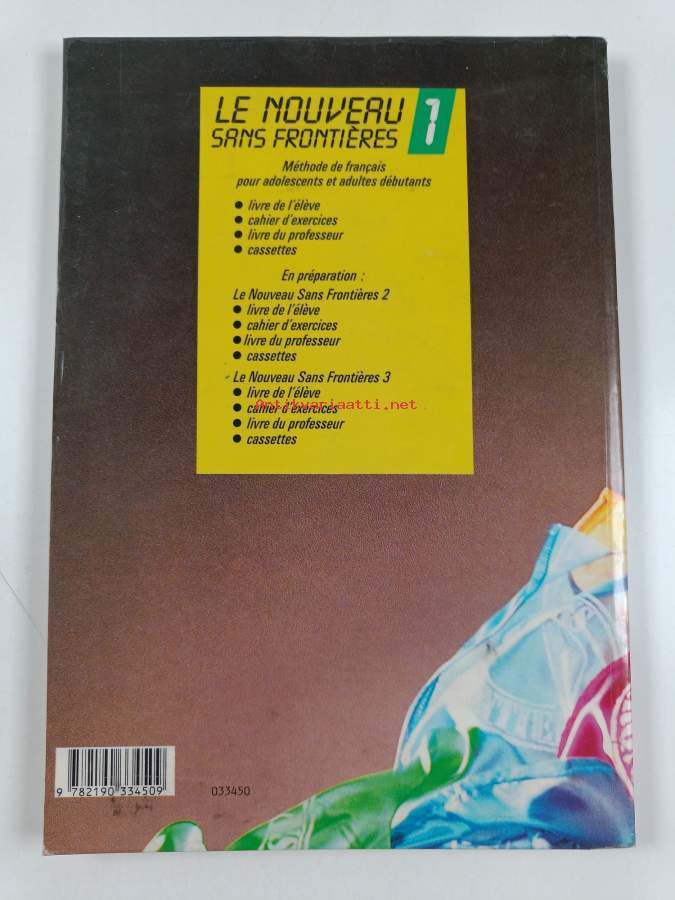 LE NOUVEAU 1
SANS FRONTIÈRES
Méthode de français
pour adolescents et adultes débutants
● livre de l'élève
● cahier d'exercices
● livre du professeur
● cassettes
En préparation :
Le Nouveau Sans Frontières 2
● livre de l'élève
● cahier d'exercices
● livre du professeur
● cassettes
Le Nouveau Sans Frontières 3
● livre de l'élève
Antikvariaatti.net
● cahier d'exercices
● livre du professeur
● cassettes
9 782190 334509
033450